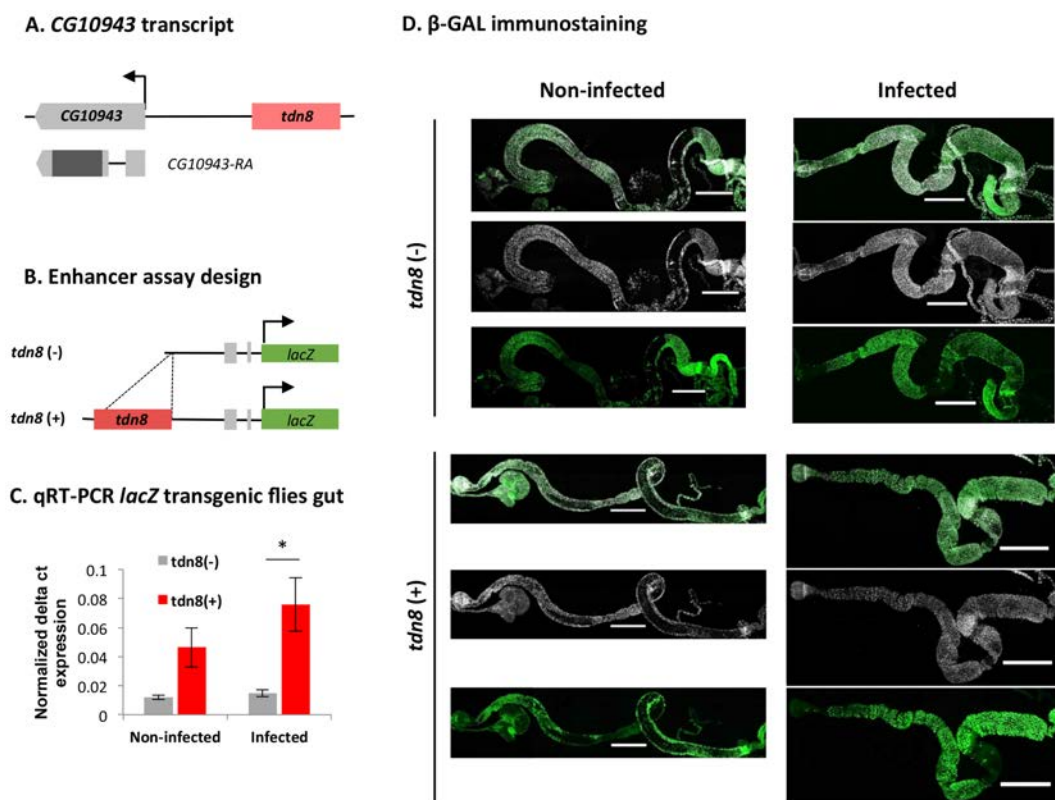 A. CG10943 transcript
CG10943
tdn8
CG10943-RA
B. Enhancer assay design
tdn8 (-)
lacZ
tdn8 (+)
tdn8
lacZ
C. qRT-PCR lacZ transgenic flies gut
Normalized delta ct
expression
tdn8(-)
tdn8(+)
*
0.1
0.08
0.06
0.04
0.02
0
Non-infected
Infected
D. β-GAL immunostaining
Non-infected
Infected
tdn8 (-)
tdn8 (+)